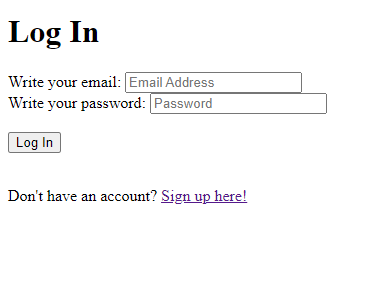 Log In
Write your email: Email Address
Write your password: Password
Log In
Don't have an account? Sign up here!